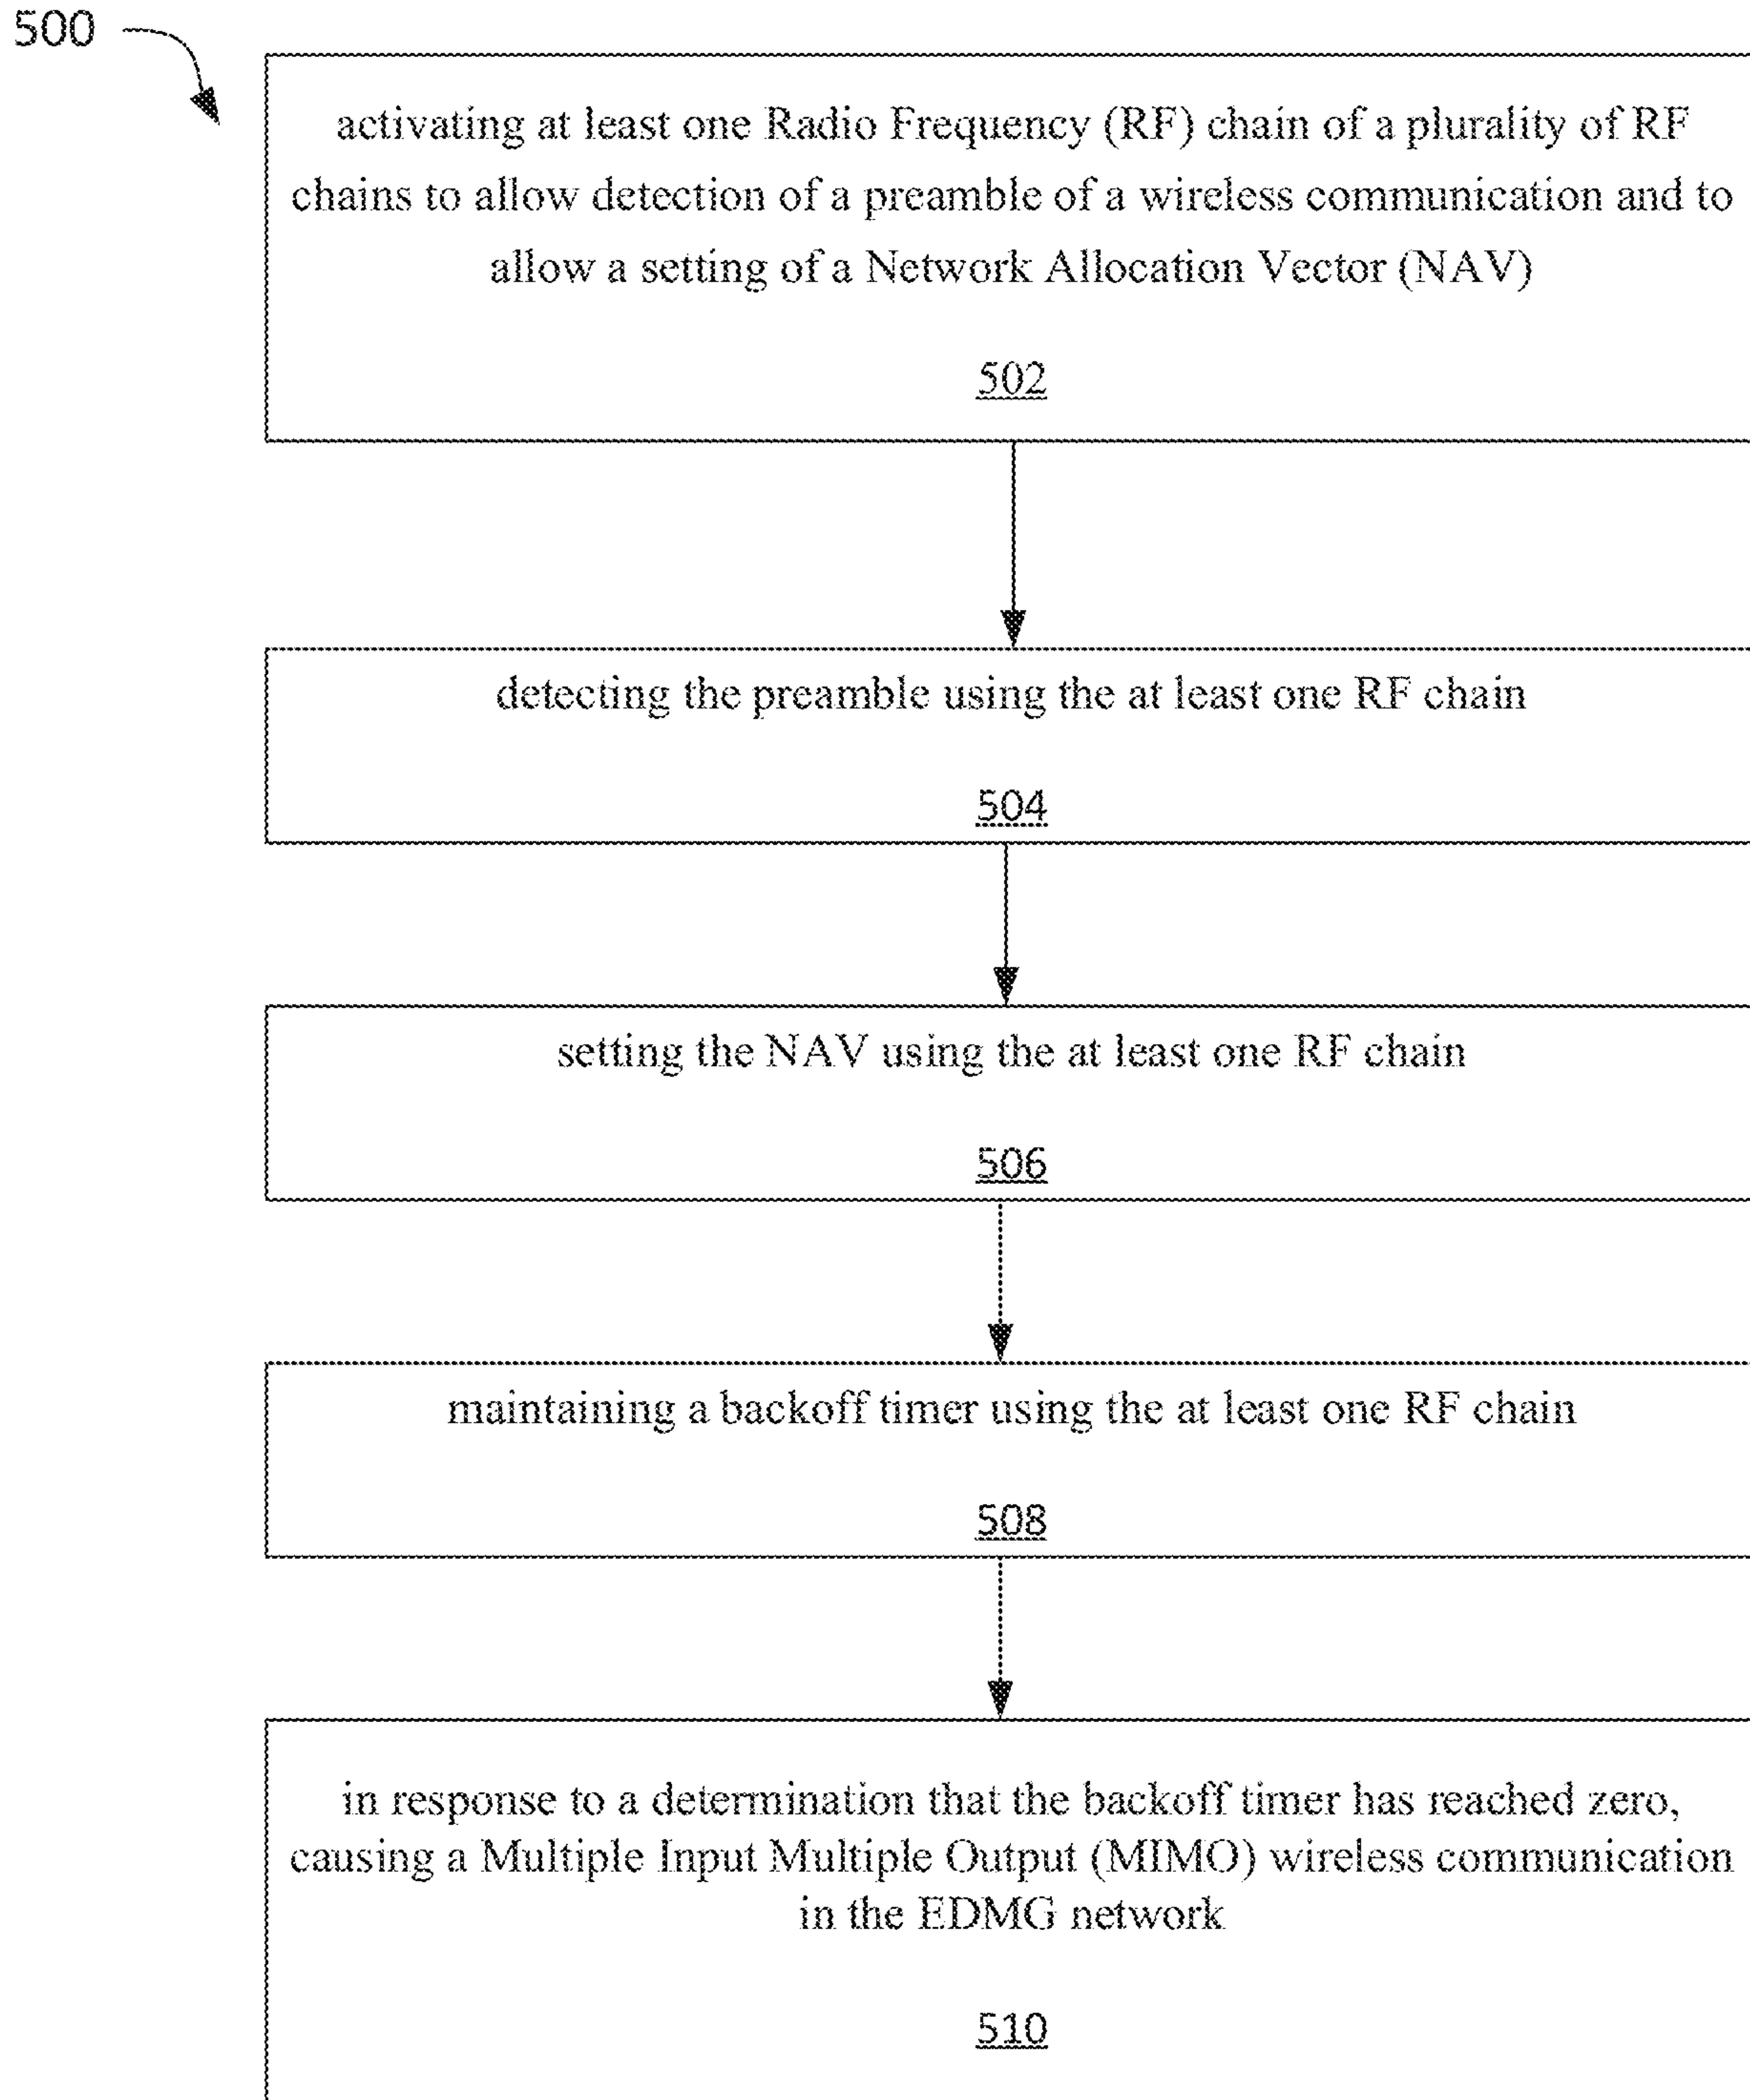 500
activating at least one Radio Frequency (RF) chain of a plurality of RF
chains to allow detection of a preamble of a wireless communication and to
allow a setting of a Network Allocation Vector (NAV)
502
detecting the preamble using the at least one RF chain
504
setting the NAV using the at least one RF chain
506
maintaining a backoff timer using the at least one RF chain
508
in response to a determination that the backoff timer has reached zero,
causing a Multiple Input Multiple Output (MIMO) wireless communication
in the EDMG network
510